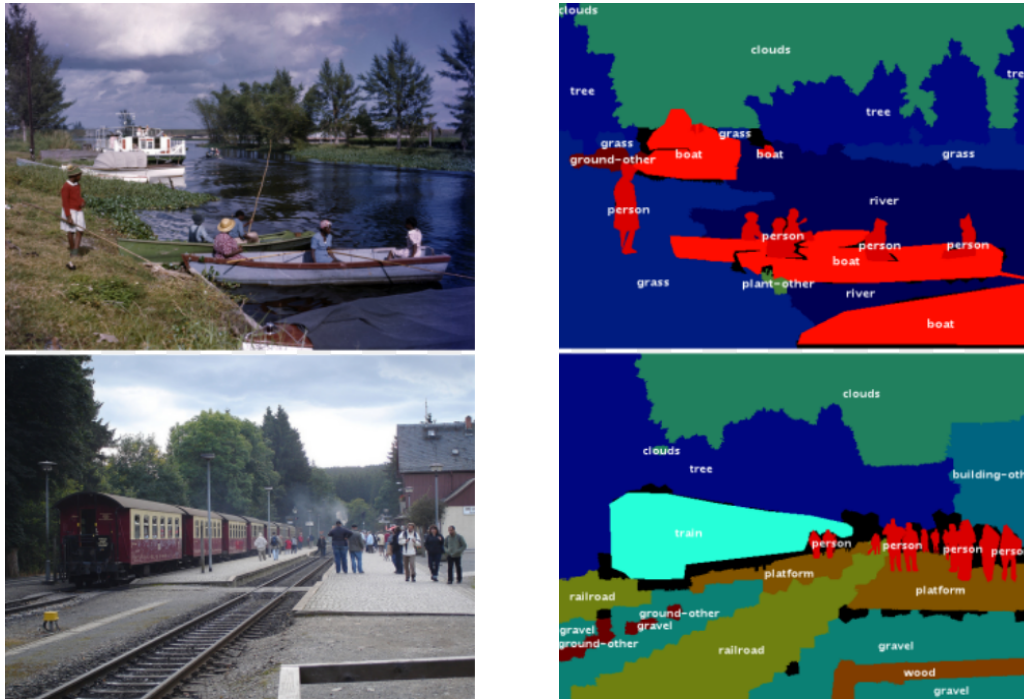 clouds
clouds
tree
tree
tree
grass
grass
boat
boat
grass
ground-other
river
person
person
person
person
boat
grass
plant-other
river
boat
clouds
clouds
tree
building-oth
train
person
person
person
perso
platform
railroad
platform
ground-other
gravel
gravel
ground-other
railroad
gravel
wood
gravel